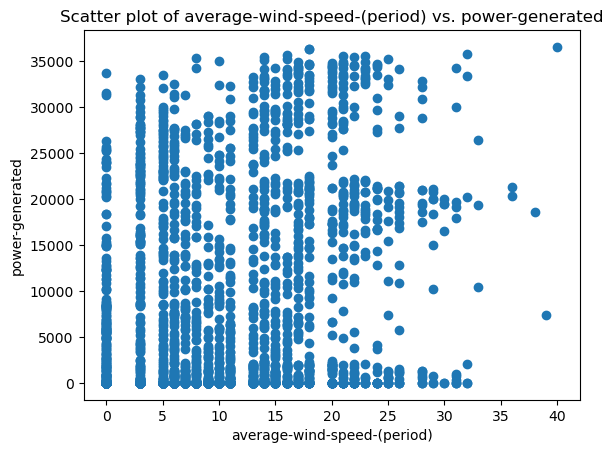 Scatter plot of average-wind-speed-(period) vs. power-generated
35000
30000
25000
20000
15000
10000
5000
0
power-generated
0 5 10 15 20 25 30 35 40
average-wind-speed-(period)